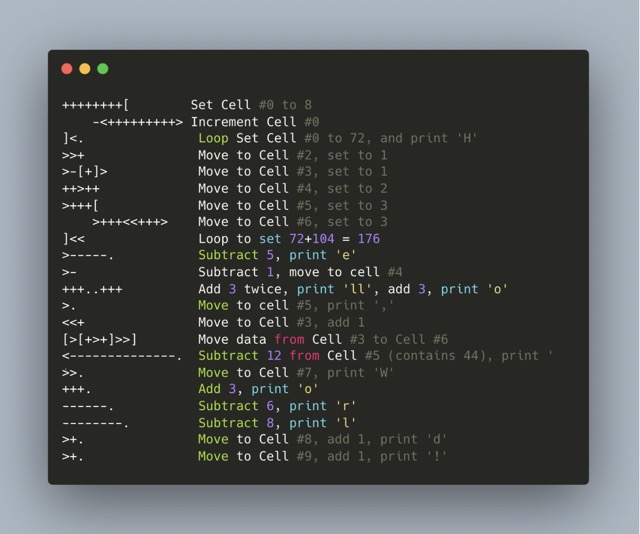 ++++++++[ Set Cell #0 to 8
-<+++++++++> Increment Cell #0
]<. Loop Set Cell #0 to 72, and print 'H'
>>+ Move to Cell #2, set to 1
>-[+]> Move to Cell #3, set to 1
++>++ Move to Cell #4, set to 2
>+++[ Move to Cell #5, set to 3
>+++<<+++> Move to Cell #6, set to 3
]<< Loop to set 72+104 = 176
>-----. Subtract 5, print 'e'
>- Subtract 1, move to cell #4
+++..+++ Add 3 twice, print 'll', add 3, print 'o'
>. Move to cell #5, print ','
<<+ Move to Cell #3, add 1
[>[+>+]>>] Move data from Cell #3 to Cell #6
<--------------. Subtract 12 from Cell #5 (contains 44), print '
>>. Move to Cell #7, print 'W'
+++. Add 3, print 'o'
------. Subtract 6, print 'r'
--------. Subtract 8, print 'l'
>+. Move to Cell #8, add 1, print 'd'
>+. Move to Cell #9, add 1, print '!'